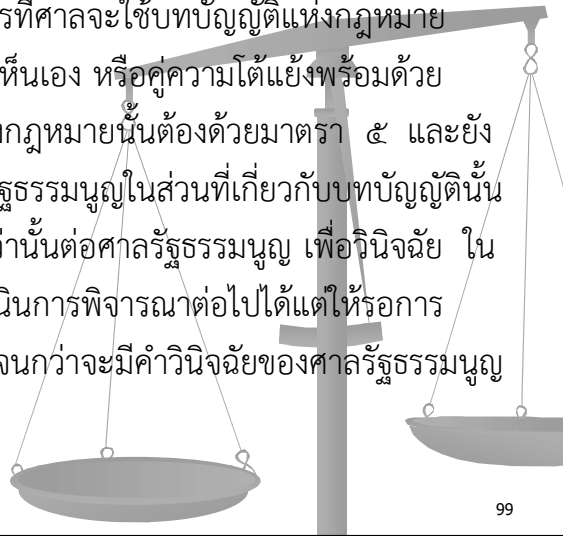 รที่ศาลจะใช้บทบัญญัติแห่งกฎหมาย
ห็นเอง หรือคู่ความโต้แย้งพร้อมด้วย
งกฎหมายนั้นต้องด้วยมาตรา ๕ และยัง
ฐธรรมนูญในส่วนที่เกี่ยวกับบทบัญญัตินั้น
ว่านั้นต่อศาลรัฐธรรมนูญ เพื่อวินิจฉัย ใน
นินการพิจารณาต่อไปได้แต่ให้รอการ
จนกว่าจะมีคำวินิจฉัยของศาลรัฐธรรมนูญ
99